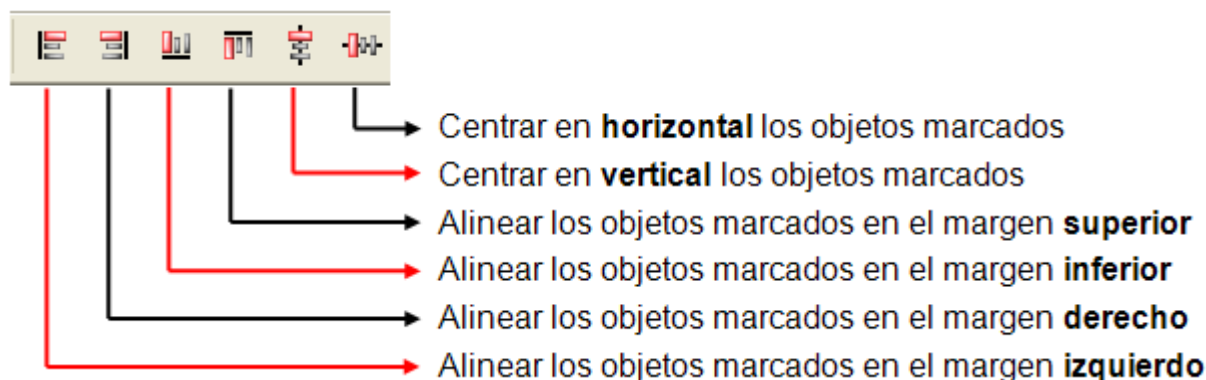 Centrar en horizontal los objetos marcados
Centrar en vertical los objetos marcados
Alinear los objetos marcados en el margen superior
Alinear los objetos marcados en el margen inferior
Alinear los objetos marcados en el margen derecho
Alinear los objetos marcados en el margen izquierdo